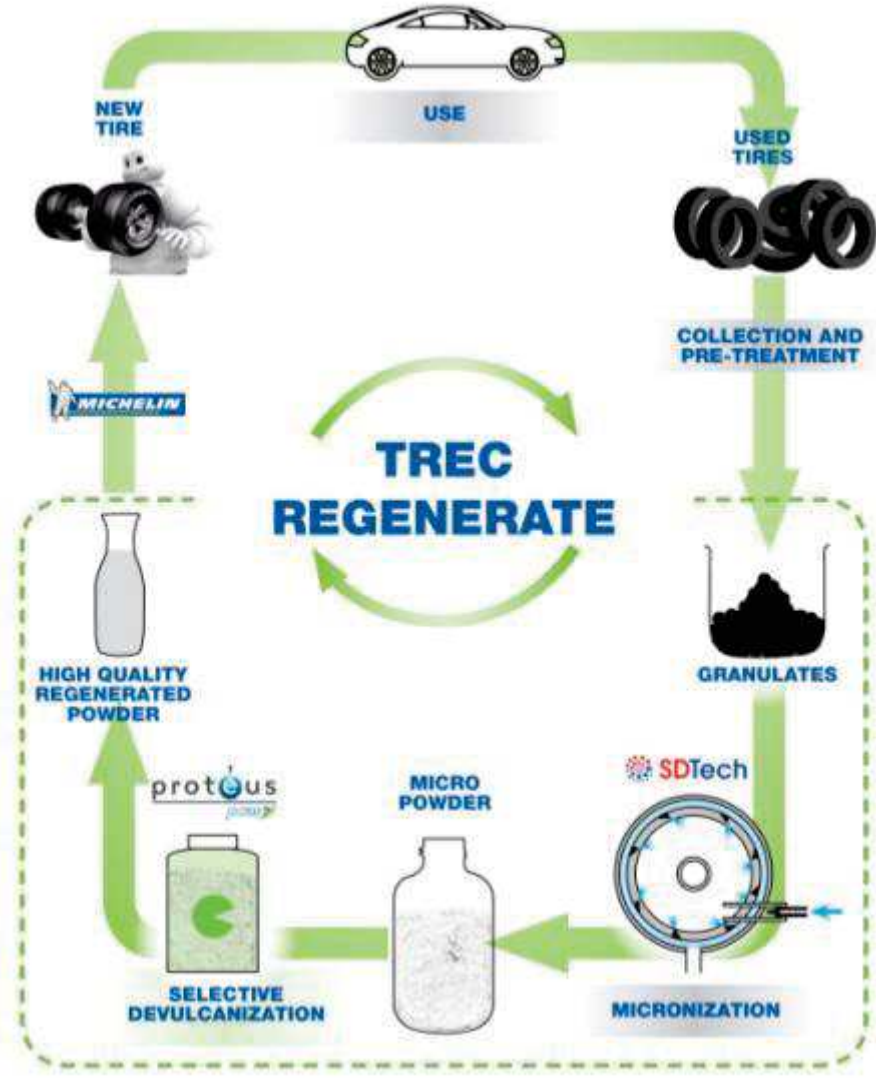 NEW
TIRE
USE
USED
TIRES
COLLECTION AND
PRE-TREATMENT
MICHELIN
TREC
REGENERATE
HIGH QUALITY
REGENERATED
POWDER
GRANULATES
SDTech
protéus
MICRO
POWDER
SELECTIVE
DEVULCANIZATION
MICRONIZATION